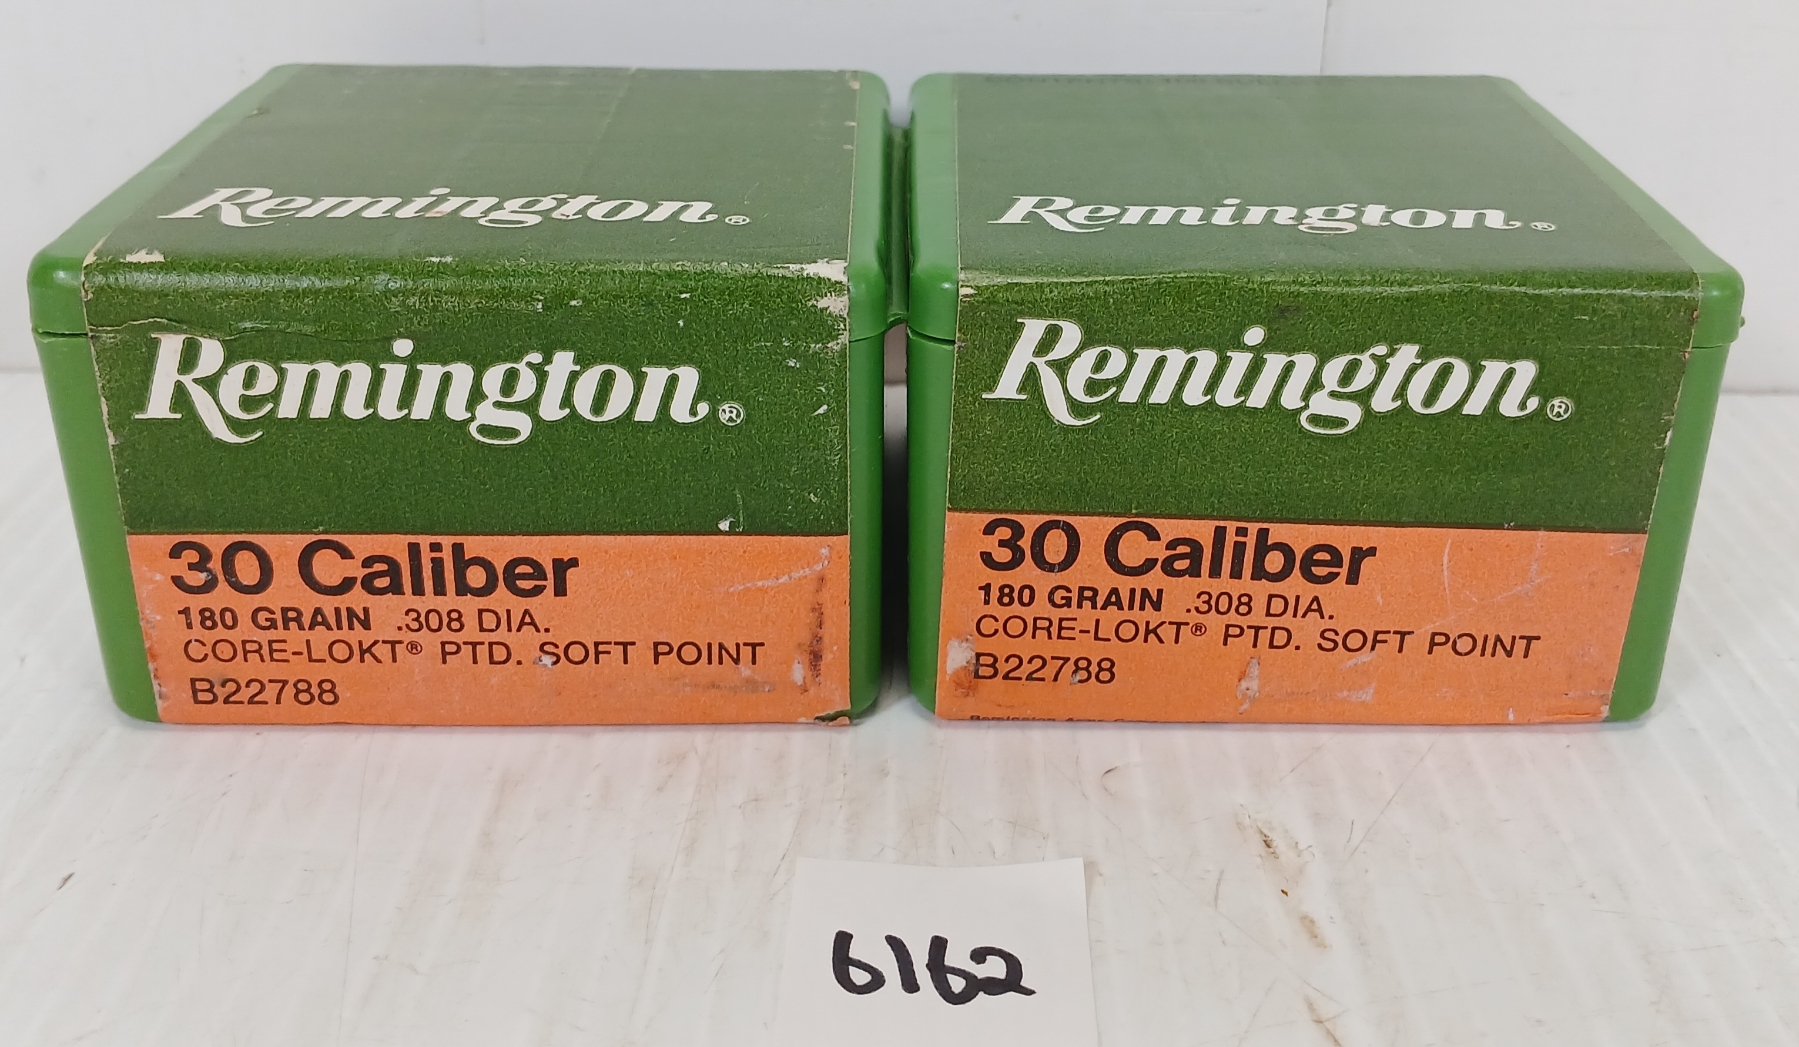 Remington®
Remington®
30 Caliber
180 GRAIN .308 DIA.
CORE-LOKT® PTD. SOFT POINT
B22788
Remington®
Remington®
30 Caliber
180 GRAIN .308 DIA.
CORE-LOKT® PTD. SOFT POINT
B22788
6162